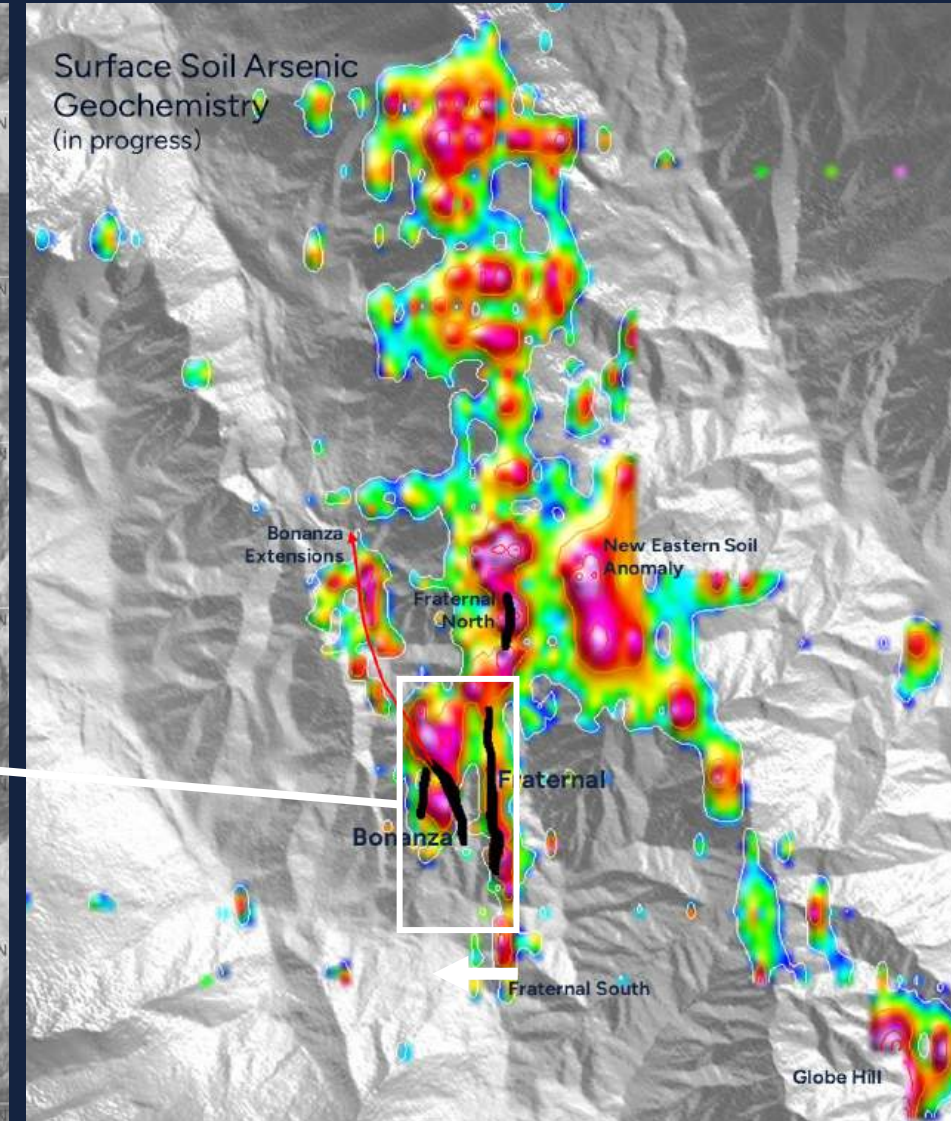 Surface Soil Arsenic
Geochemistry
(in progress)
Bonanza
Extensions
New Eastern Soil
Anomaly
Fraternal
North
Fraternal
Bonanza
Fraternal South
Globe Hill